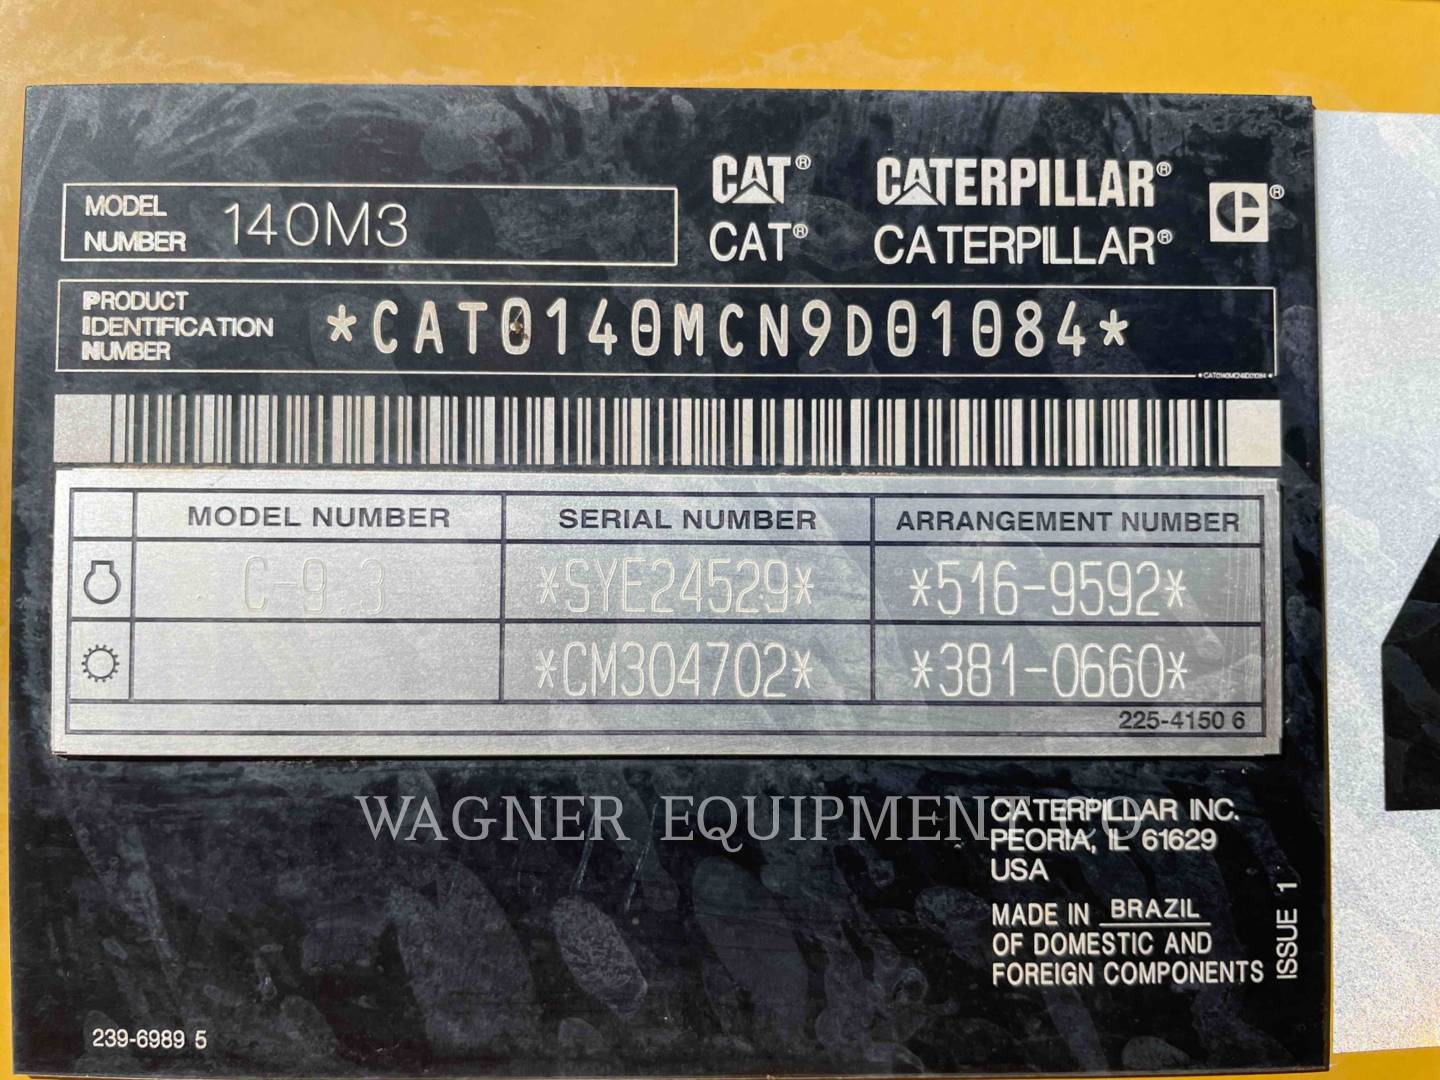 CAT® CATERPILLAR® C®
CAT® CATERPILLAR®
MODEL NUMBER 140M3
PRODUCT IDENTIFICATION NUMBER *CAT0140MCN9D01084*
*CAT0140MCN9D01084*
MODEL NUMBER SERIAL NUMBER ARRANGEMENT NUMBER
C-9.3 *SYE24529* *516-9592*
*CM304702* *381-0660*
225-4150 6
WAGNER EQUIPMENT CO
CATERPILLAR INC.
PEORIA, IL 61629
USA
MADE IN BRAZIL
OF DOMESTIC AND
FOREIGN COMPONENTS
ISSUE 1
239-6989 5